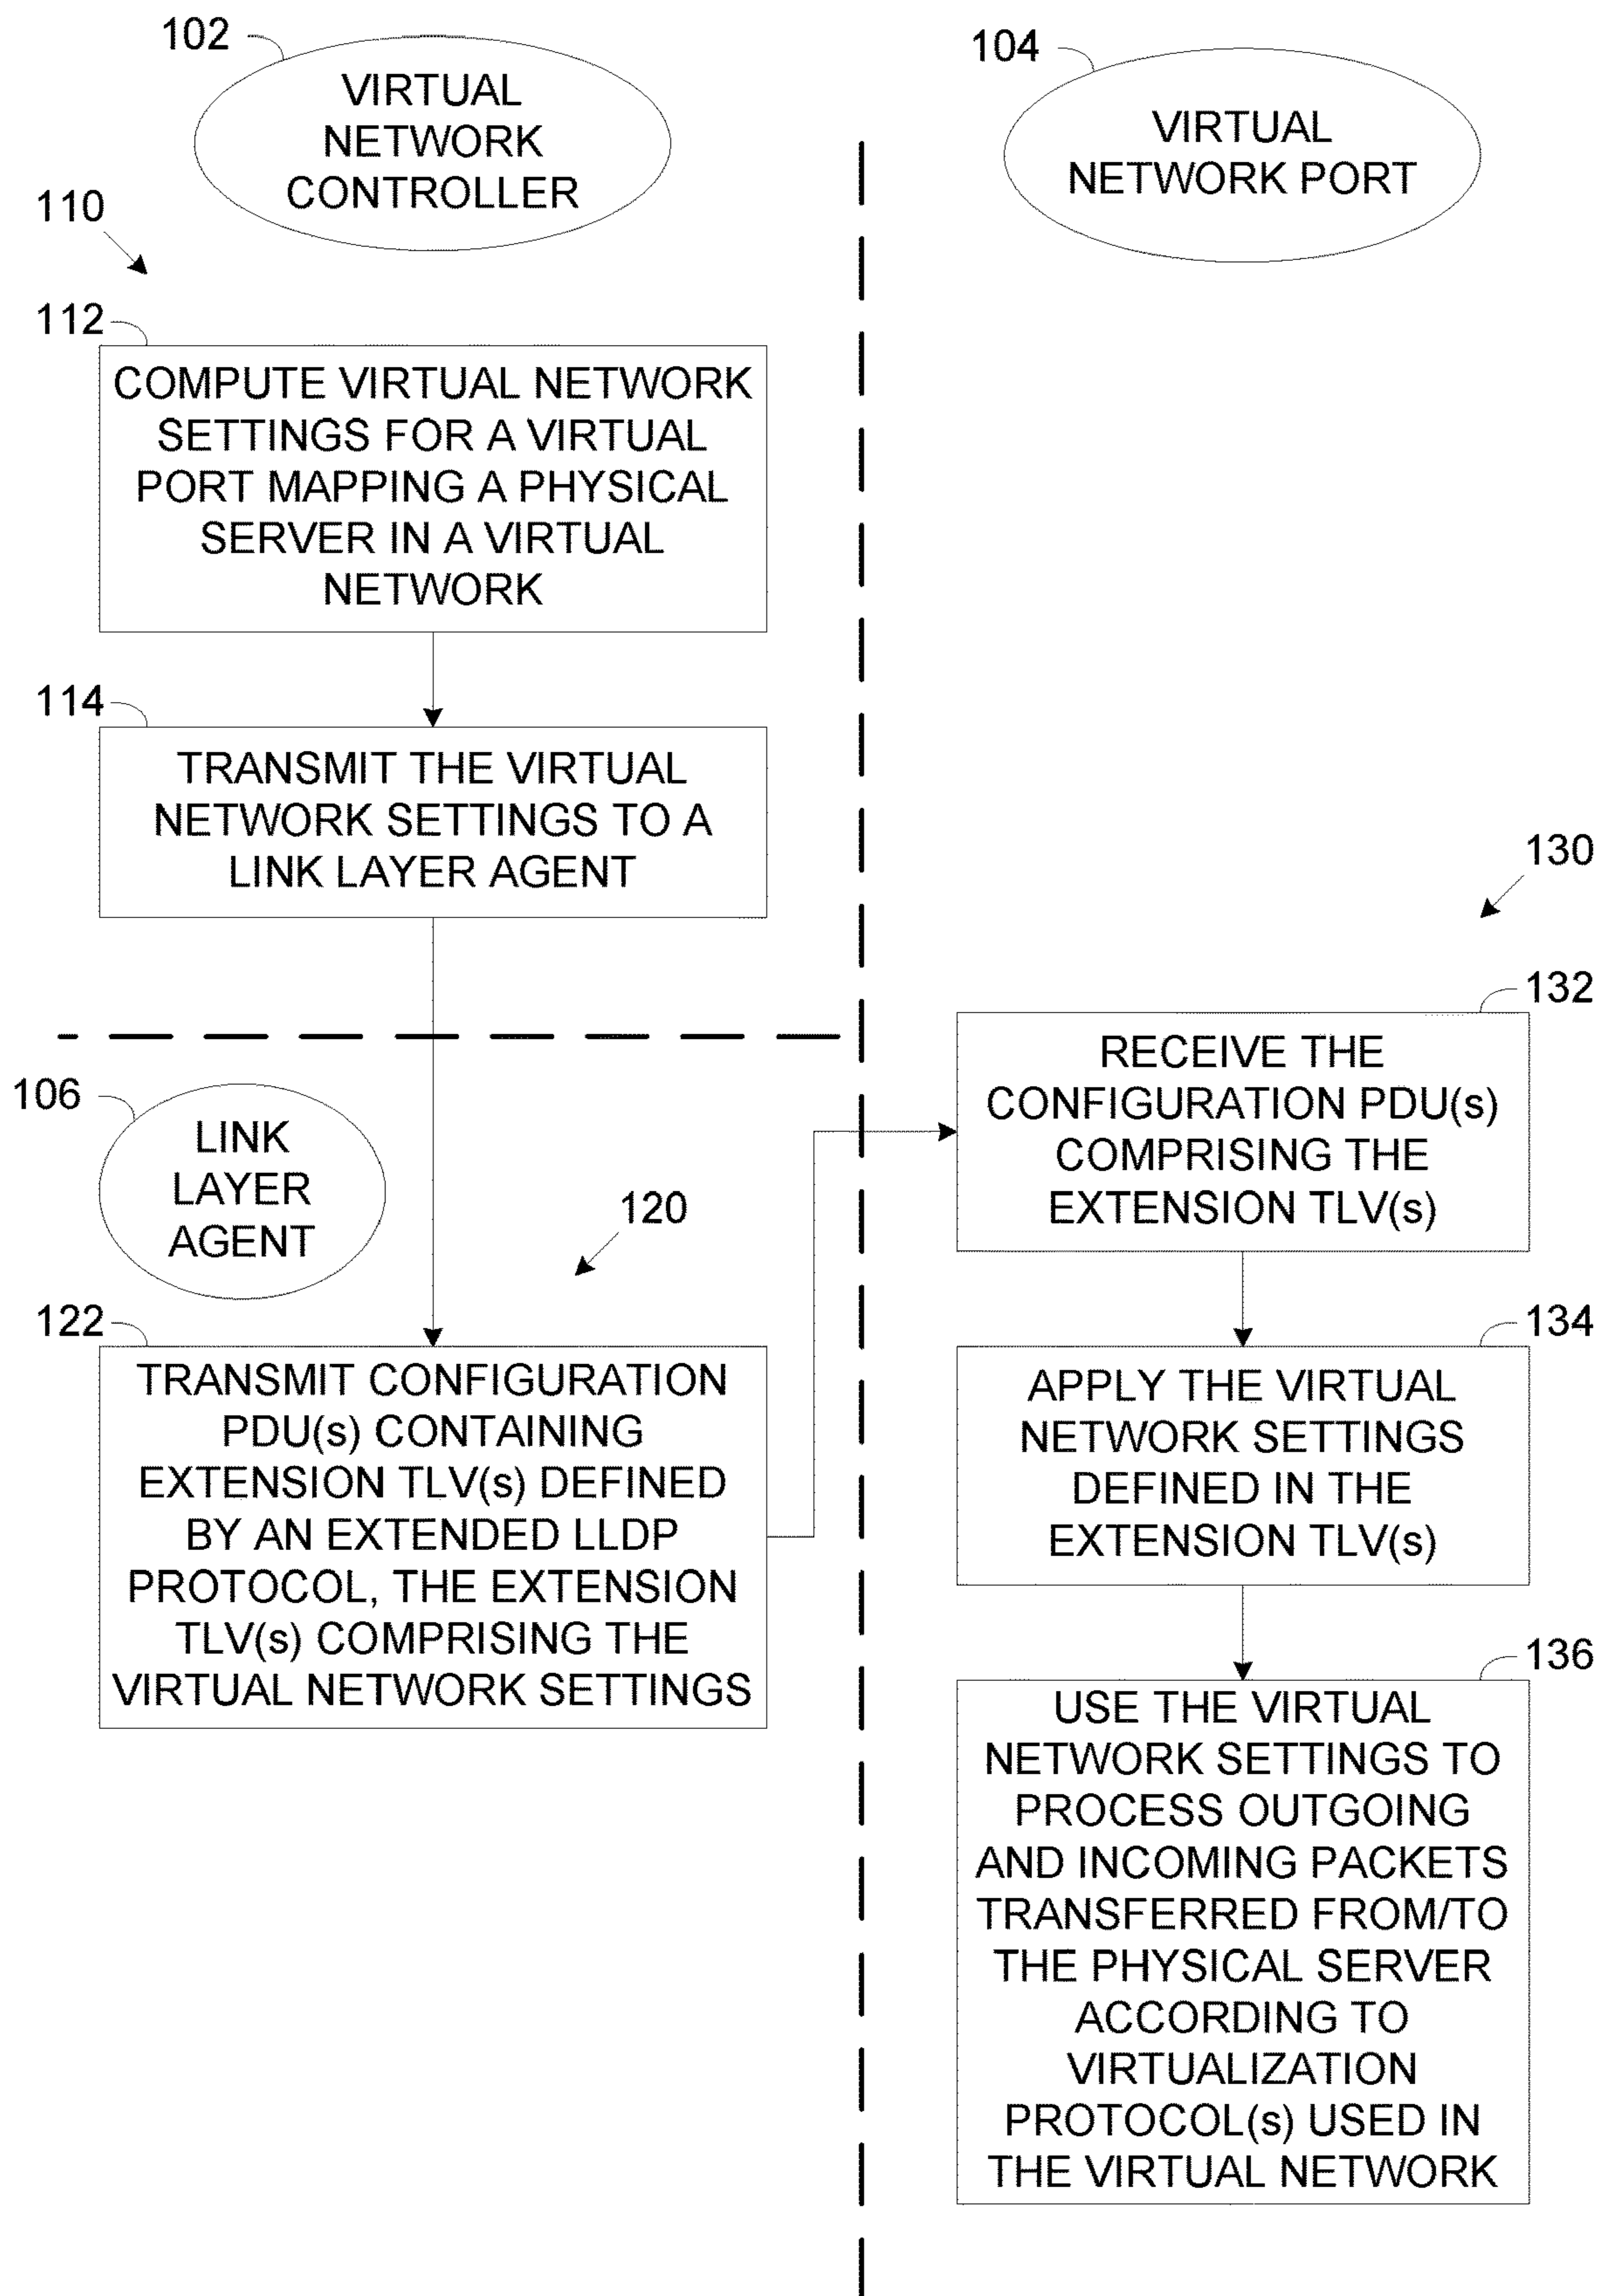 102
VIRTUAL
NETWORK
CONTROLLER
104
VIRTUAL
NETWORK PORT
110
112
COMPUTE VIRTUAL NETWORK
SETTINGS FOR A VIRTUAL
PORT MAPPING A PHYSICAL
SERVER IN A VIRTUAL
NETWORK
114
TRANSMIT THE VIRTUAL
NETWORK SETTINGS TO A
LINK LAYER AGENT
106
LINK
LAYER
AGENT
120
122
TRANSMIT CONFIGURATION
PDU(s) CONTAINING
EXTENSION TLV(s) DEFINED
BY AN EXTENDED LLDP
PROTOCOL, THE EXTENSION
TLV(s) COMPRISING THE
VIRTUAL NETWORK SETTINGS
130
132
RECEIVE THE
CONFIGURATION PDU(s)
COMPRISING THE
EXTENSION TLV(s)
134
APPLY THE VIRTUAL
NETWORK SETTINGS
DEFINED IN THE
EXTENSION TLV(s)
136
USE THE VIRTUAL
NETWORK SETTINGS TO
PROCESS OUTGOING
AND INCOMING PACKETS
TRANSFERRED FROM/TO
THE PHYSICAL SERVER
ACCORDING TO
VIRTUALIZATION
PROTOCOL(s) USED IN
THE VIRTUAL NETWORK